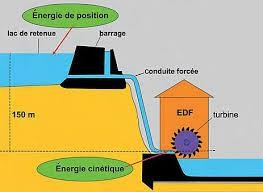 Énergie de position
lac de retenue
barrage
conduite forcée
EDF
turbine
150 m
Énergie cinétique